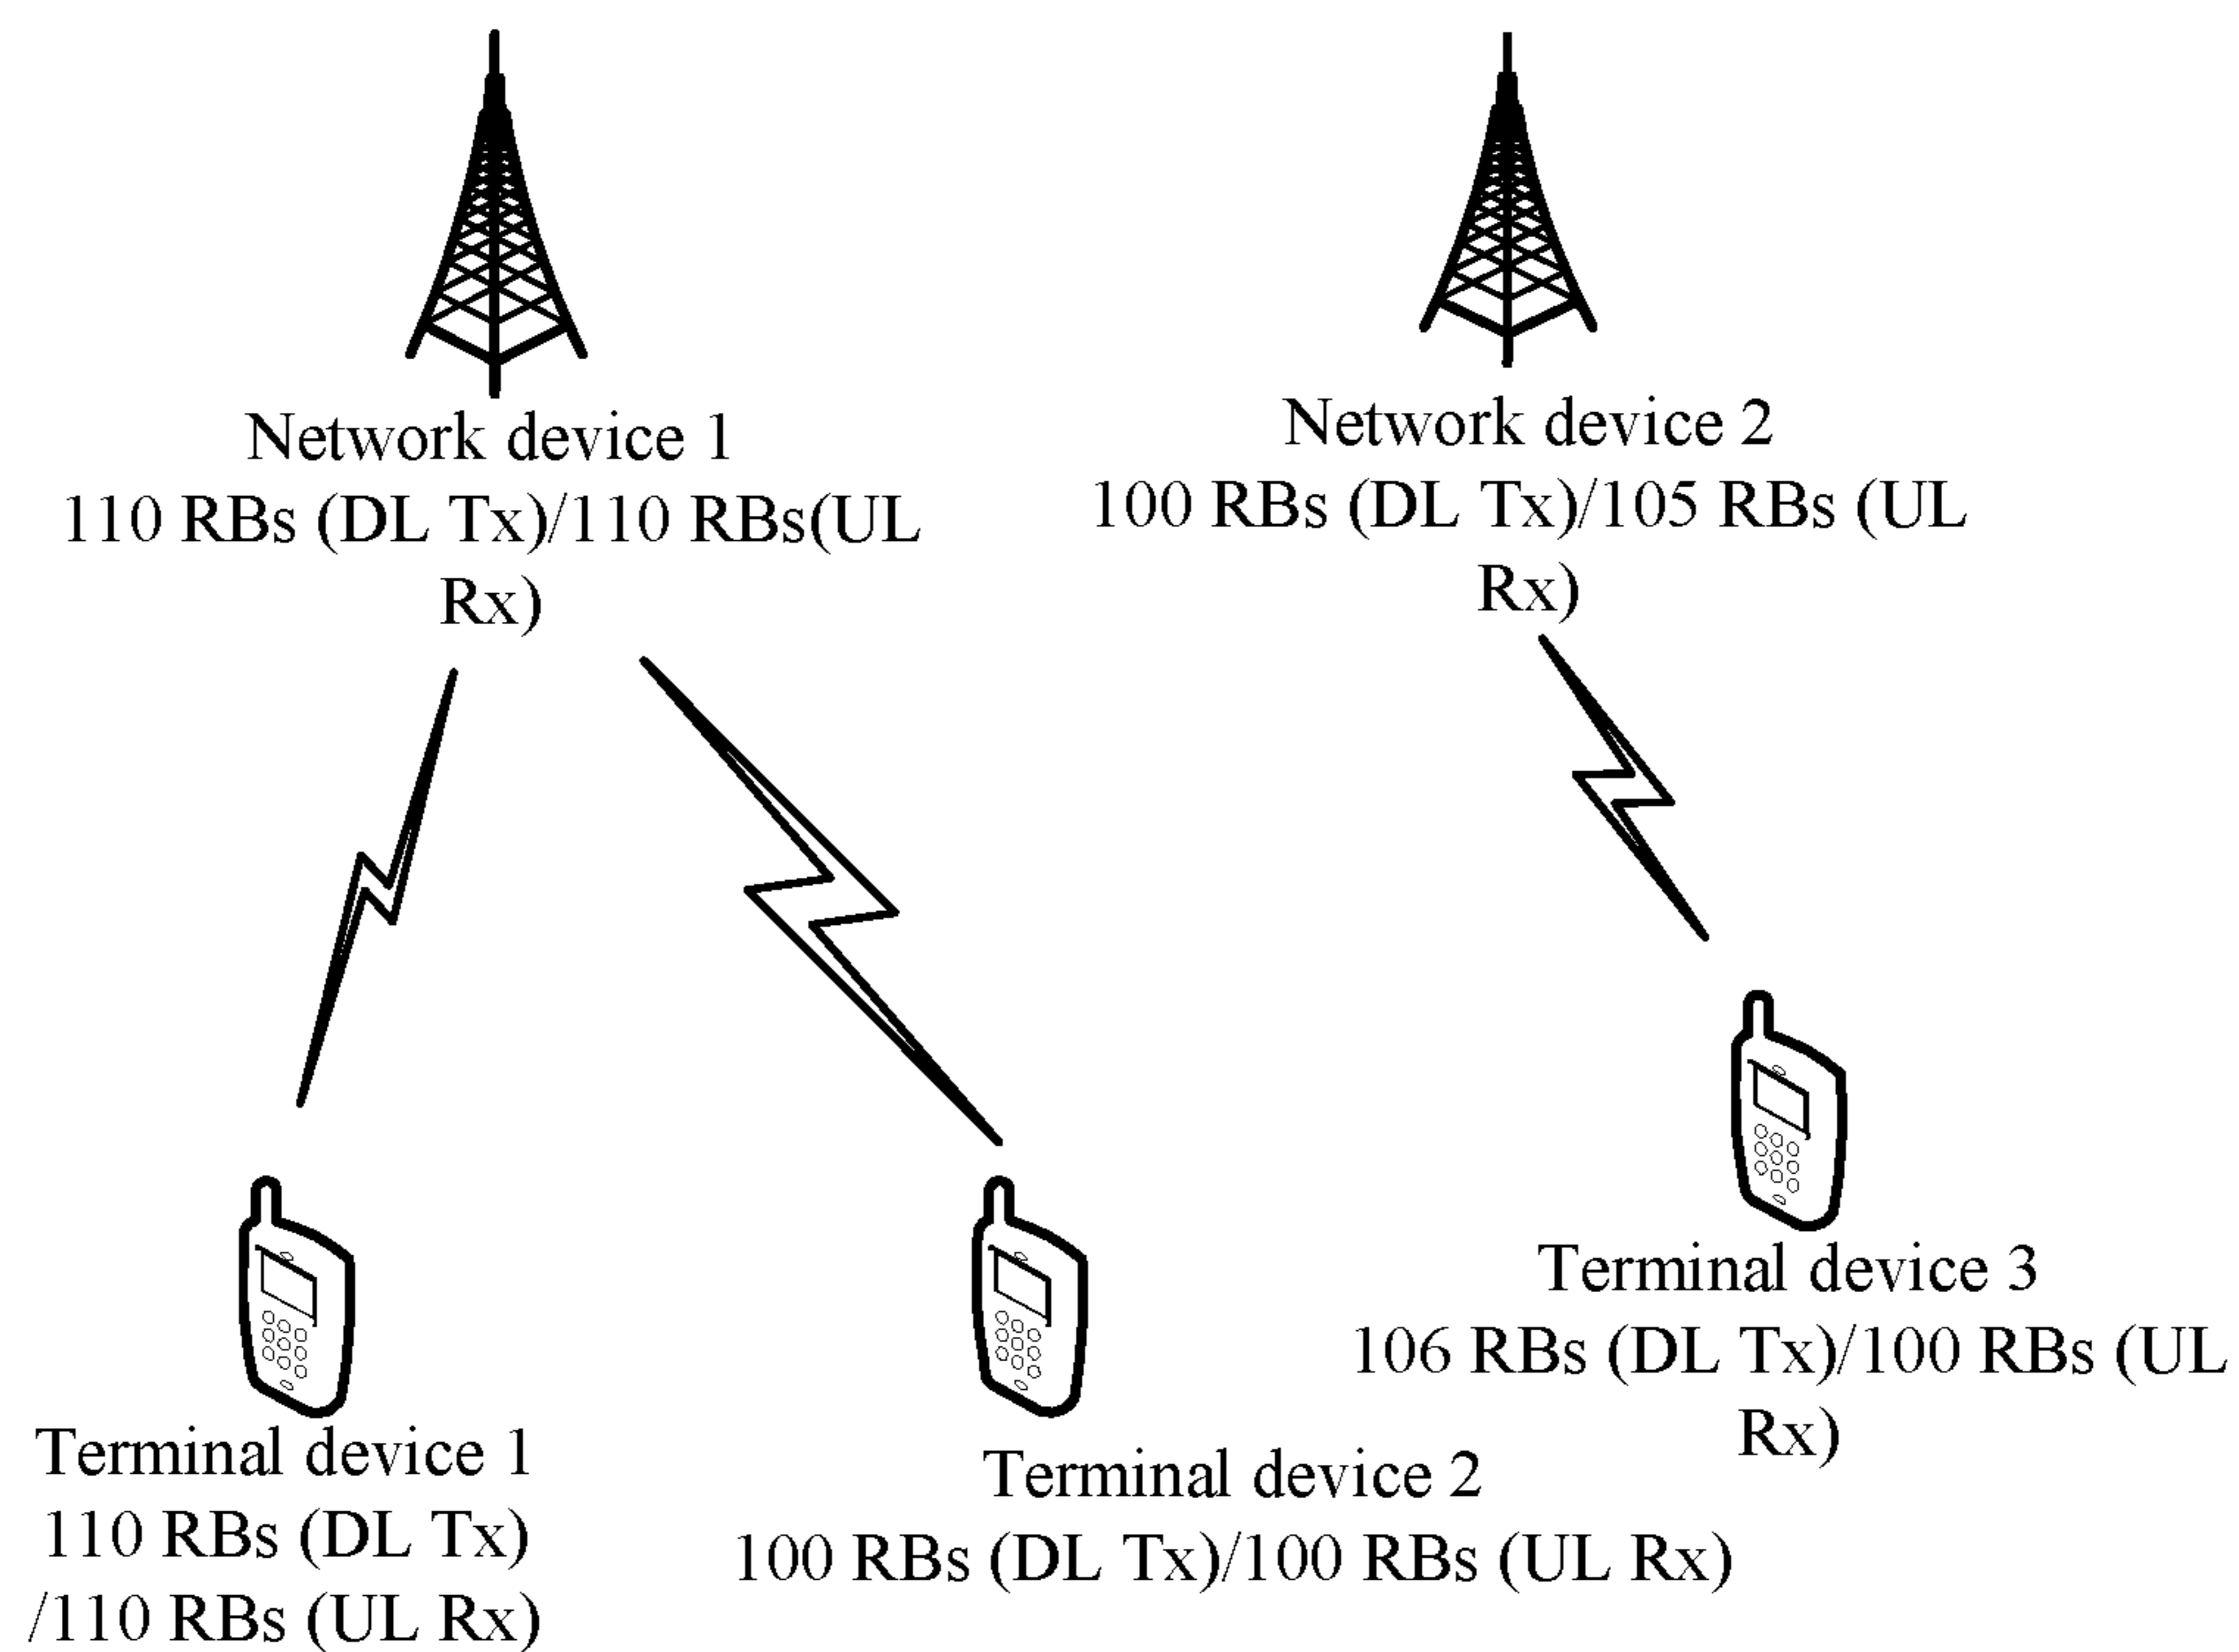 Network device 1
110 RBs (DL Tx)/110 RBs(UL
Rx)
Network device 2
100 RBs (DL Tx)/105 RBs (UL
Rx)
Terminal device 1
110 RBs (DL Tx)
/110 RBs (UL Rx)
Terminal device 2
100 RBs (DL Tx)/100 RBs (UL Rx)
Terminal device 3
106 RBs (DL Tx)/100 RBs (UL
Rx)